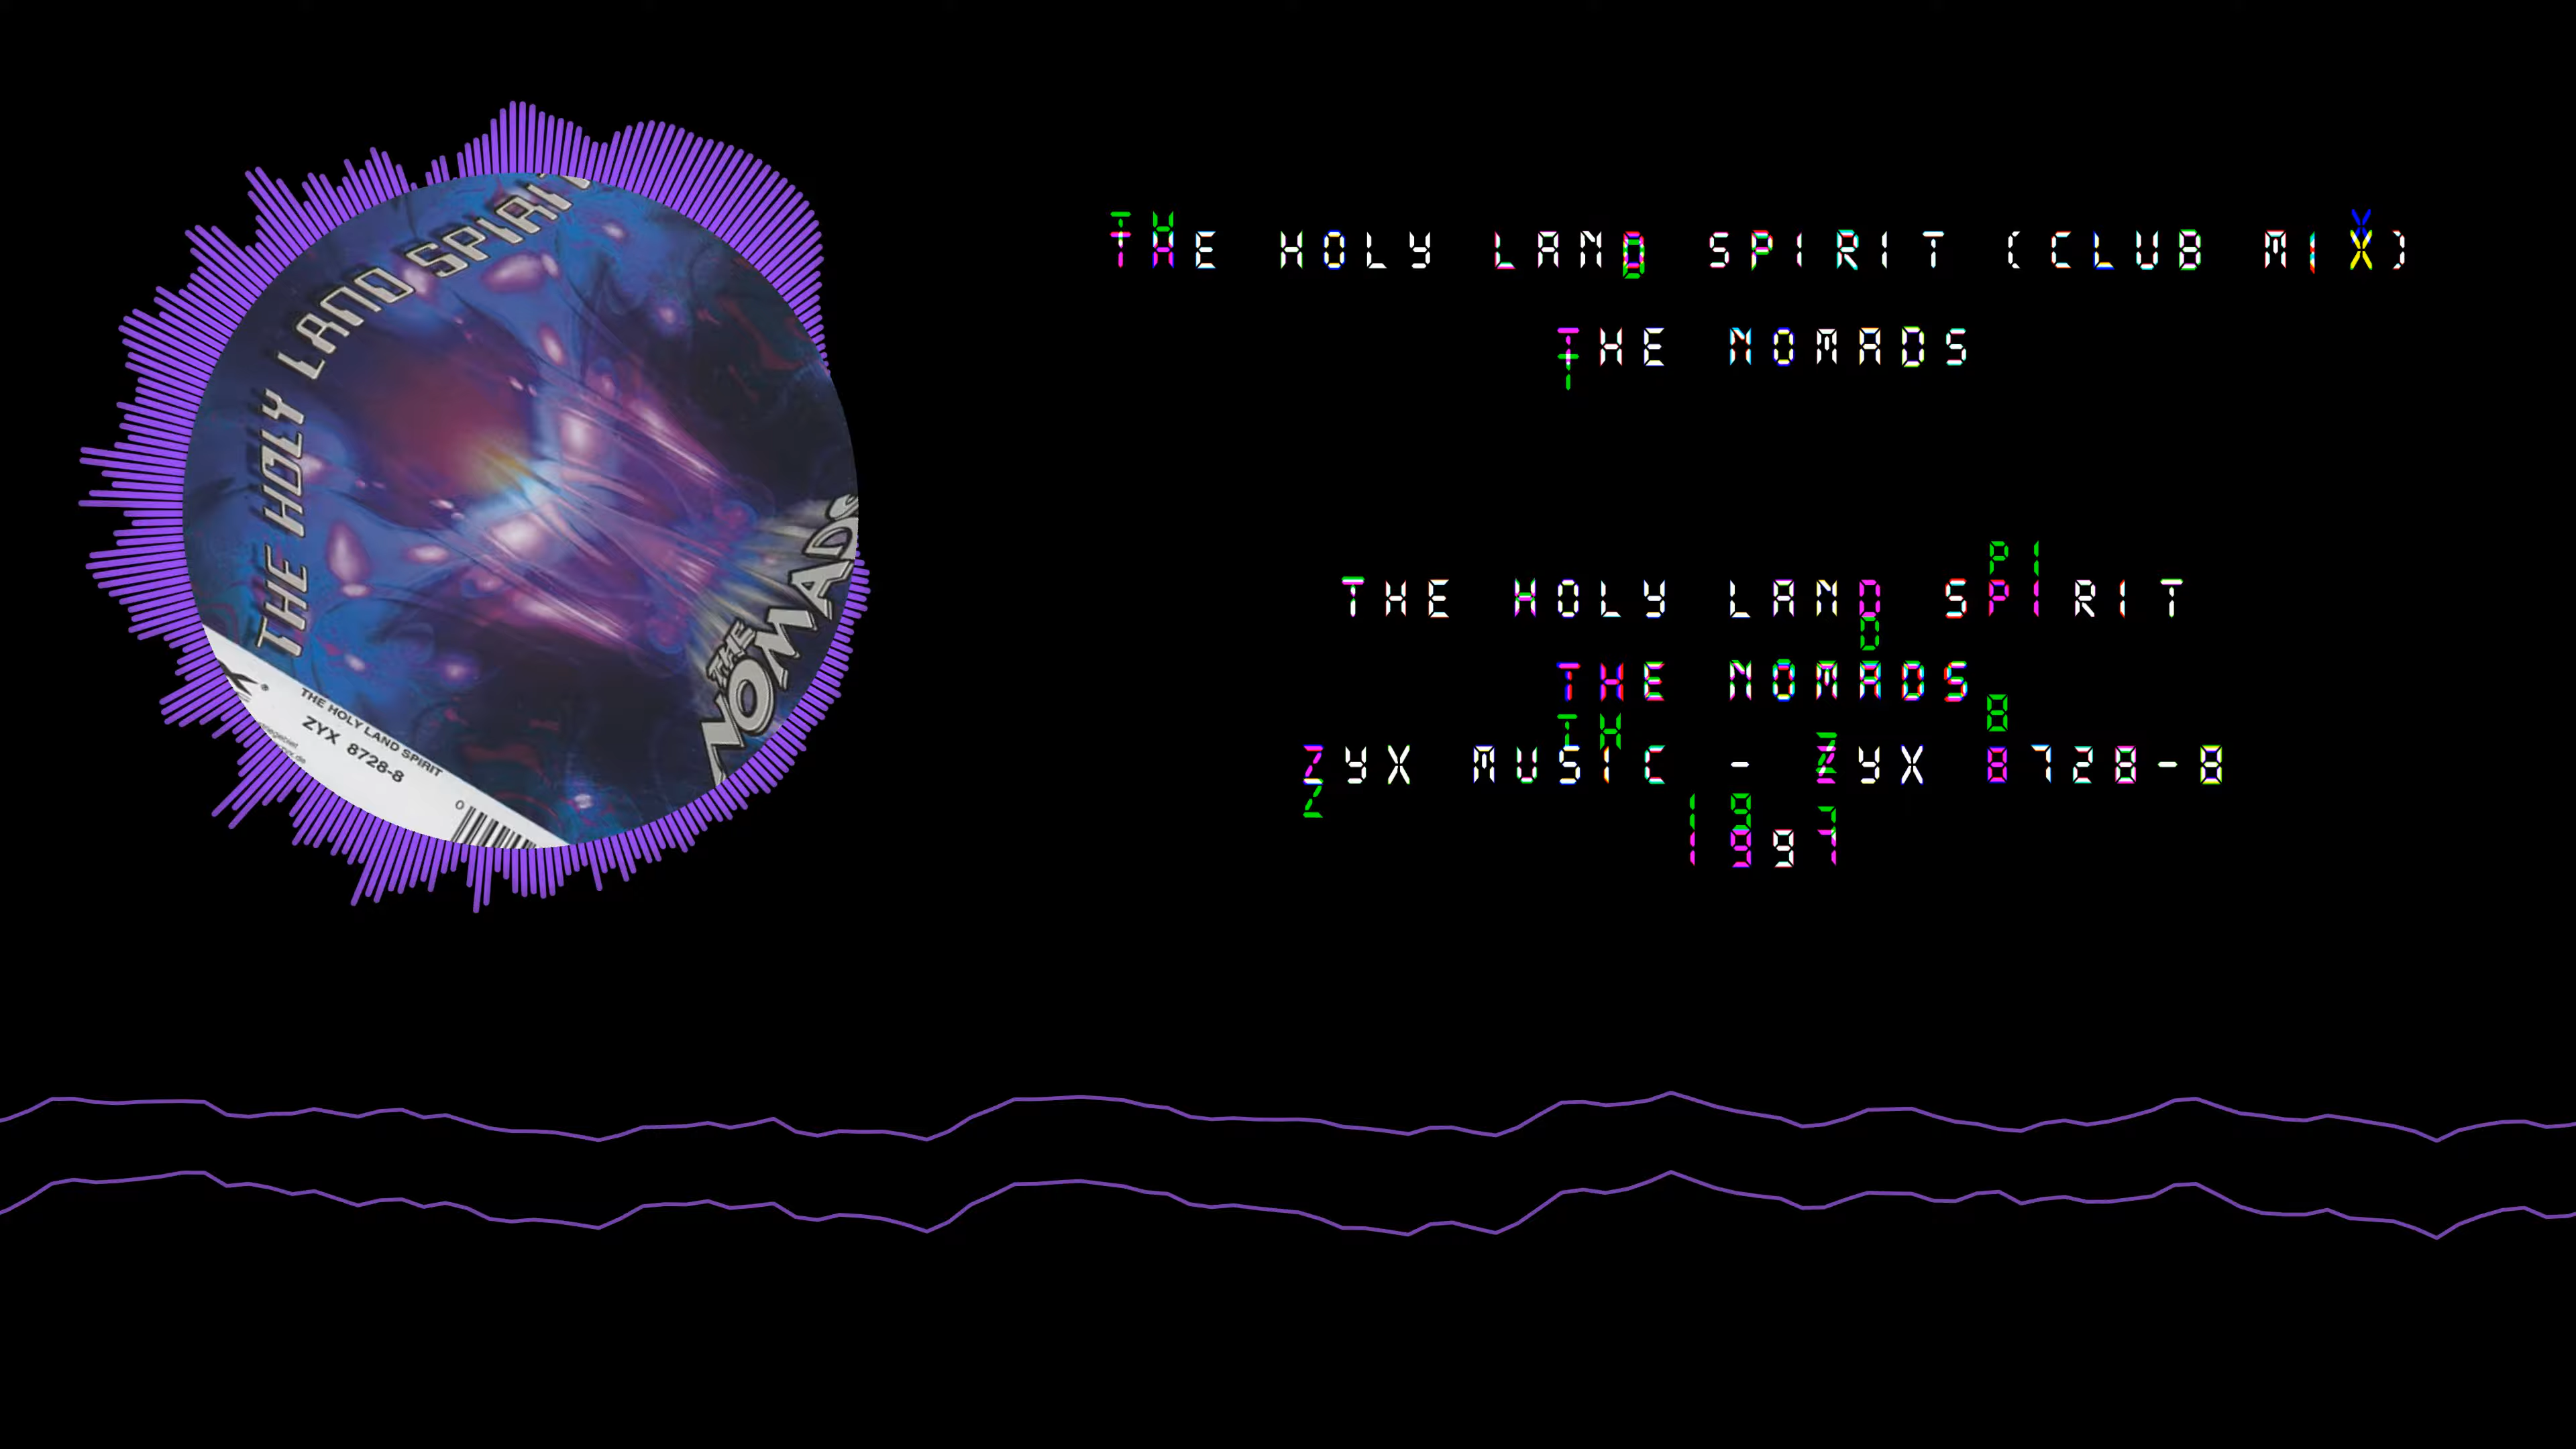 THE HOLY LAND SPIRIT
THE NOMADS
THE HOLY LAND SPIRIT
ZYX 8728-8
0
THE HOLY LAND SPIRIT (CLUB MIX)
THE NOMADS
THE HOLY LAND SPIRIT
THE NOMADS
ZYX MUSIC - ZYX 8728-8
1997